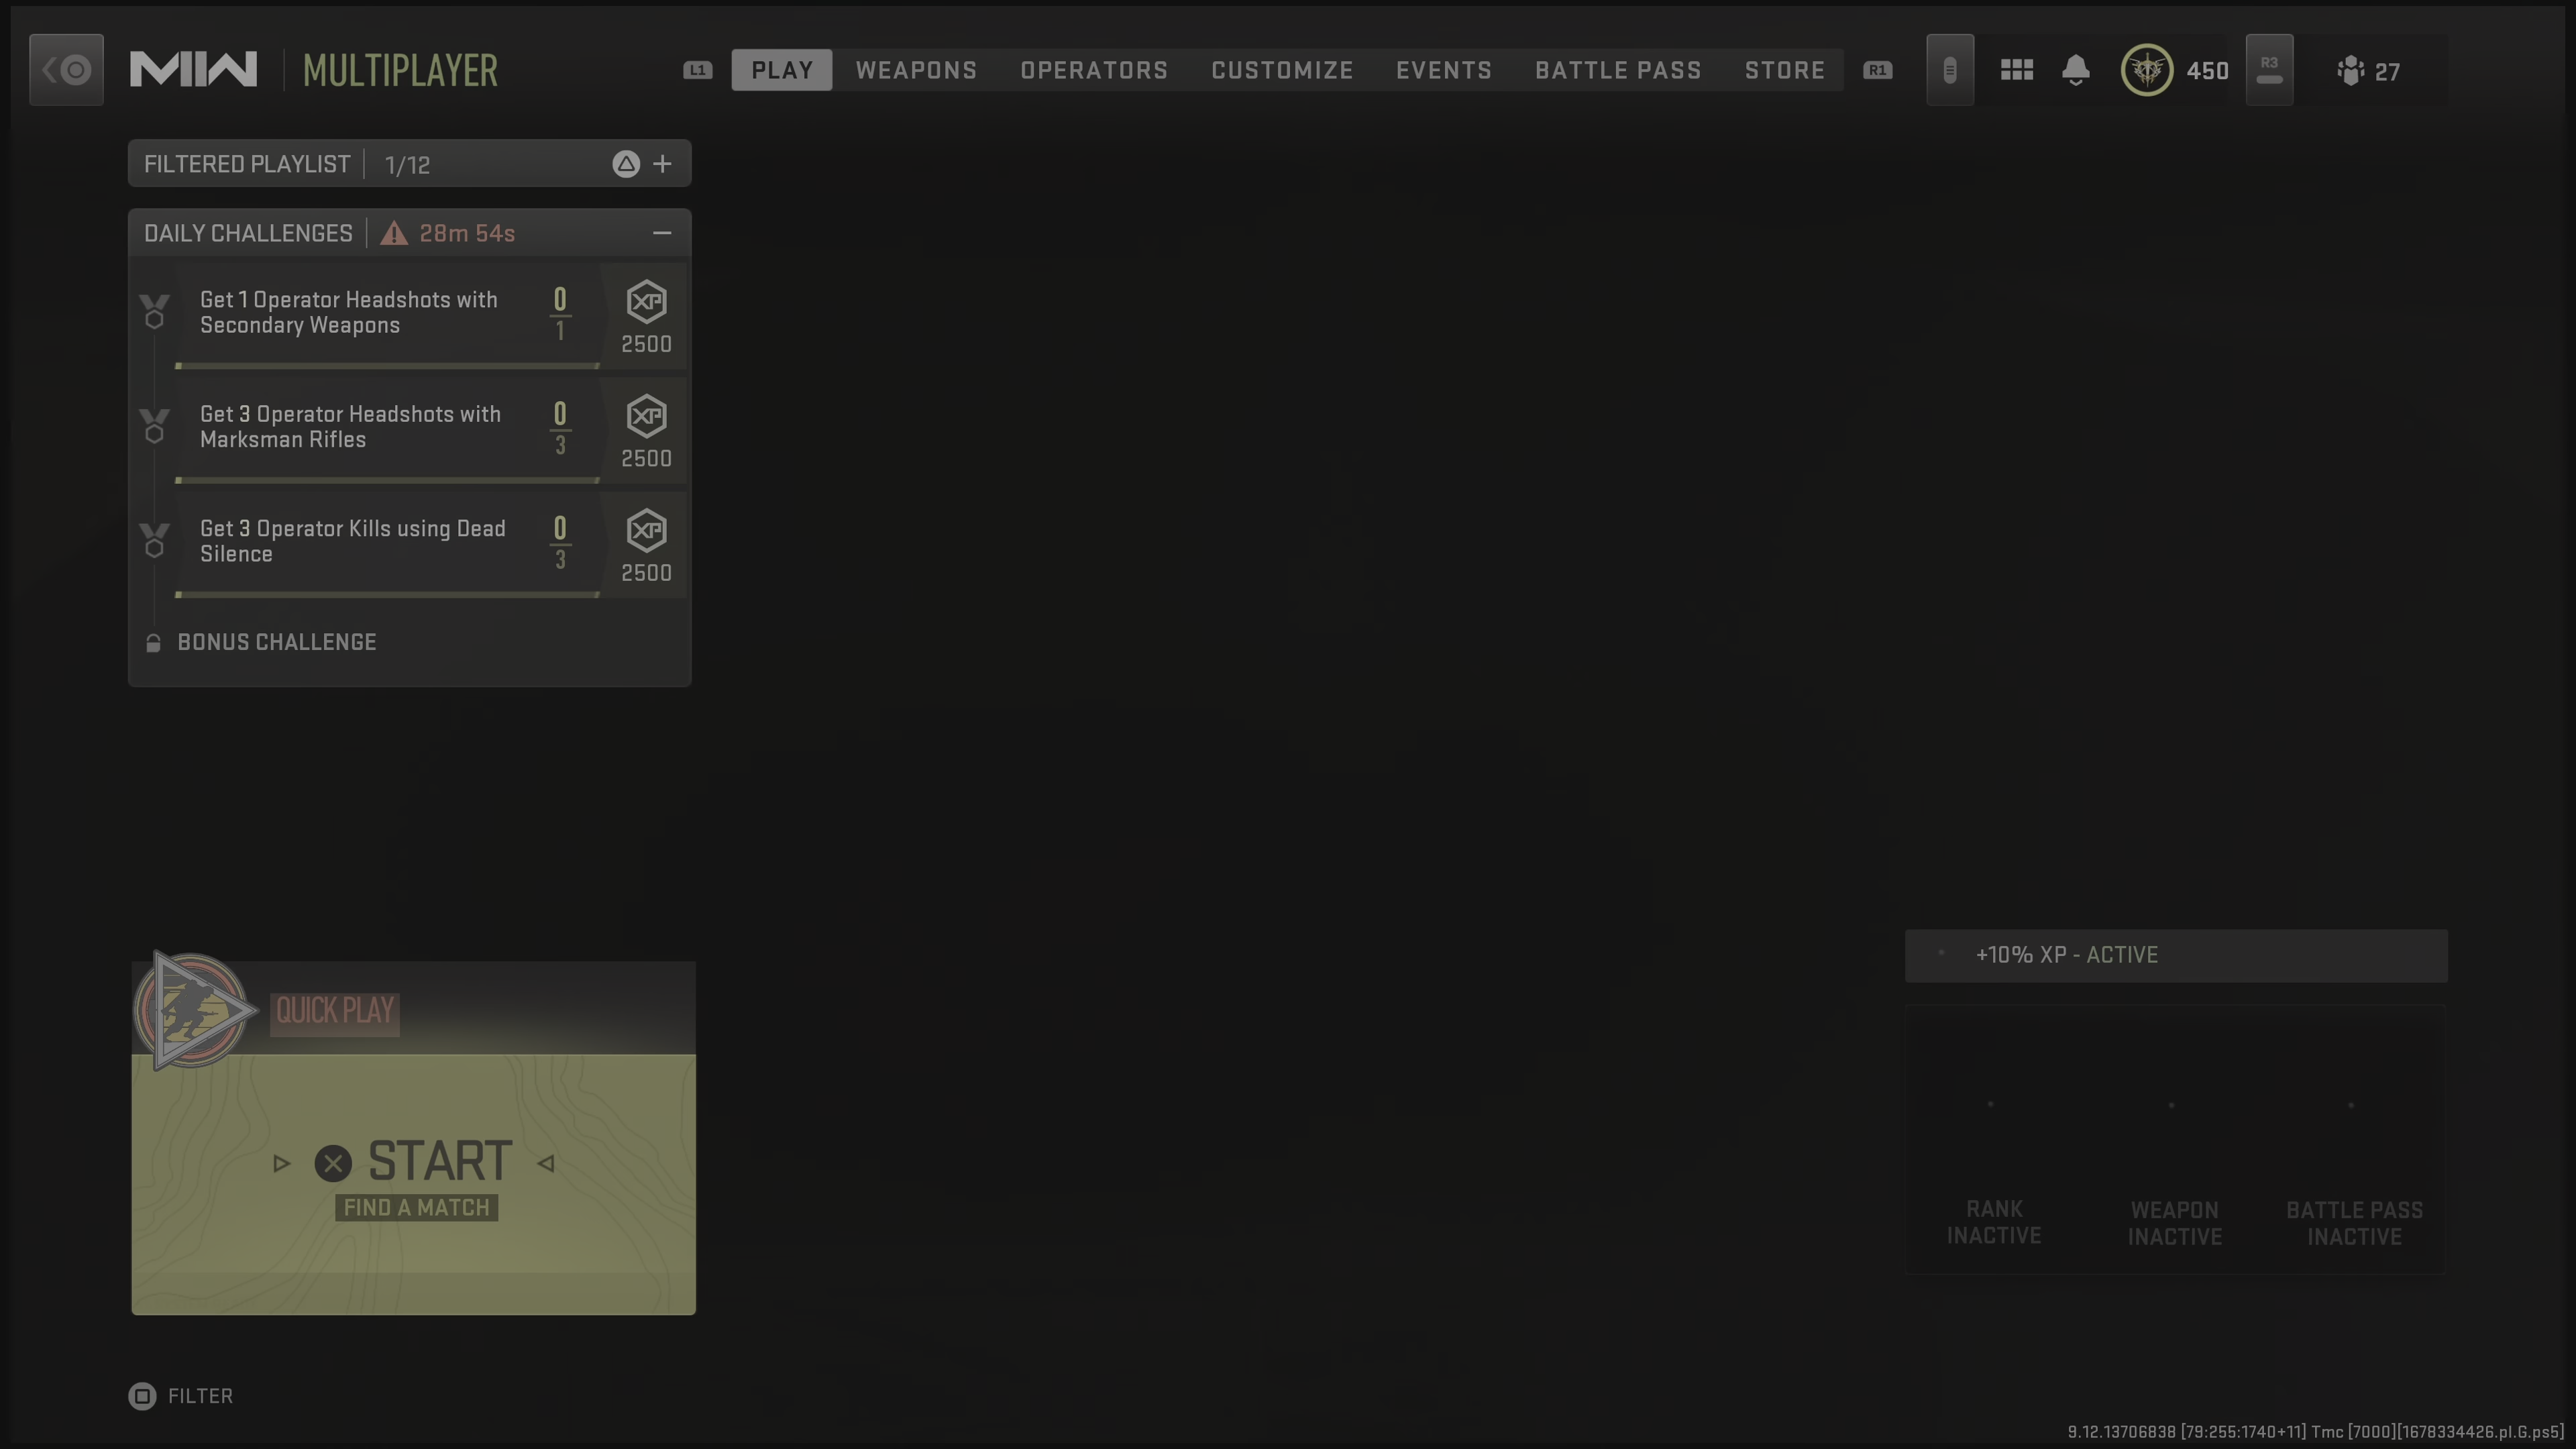 MW
MULTIPLAYER
L1
PLAY
WEAPONS
OPERATORS
CUSTOMIZE
EVENTS
BATTLE PASS
STORE
R1
450
R3
27
FILTERED PLAYLIST
1/12
DAILY CHALLENGES
28m 54s
Get 1 Operator Headshots with
Secondary Weapons
0
1
XP
2500
Get 3 Operator Headshots with
Marksman Rifles
0
3
XP
2500
Get 3 Operator Kills using Dead
Silence
0
3
XP
2500
BONUS CHALLENGE
QUICK PLAY
START
FIND A MATCH
+10% XP - ACTIVE
RANK
INACTIVE
WEAPON
INACTIVE
BATTLE PASS
INACTIVE
FILTER
9.12.13706838 [79:255:1740+11] Tmc [7000][1678334426.pl.G.ps5]